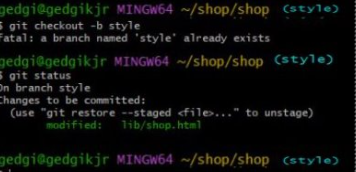 gedgi@gedgikjr MINGW64 ~/shop/shop (style)
$ git checkout -b style
fatal: a branch named 'style' already exists
gedgi@gedgikjr MINGW64 ~/shop/shop (style)
$ git status
On branch style
Changes to be committed:
(use "git restore --staged <file>..." to unstage)
modified: lib/shop.html
gedgi@gedgikjr MINGW64 ~/shop/shop (style)